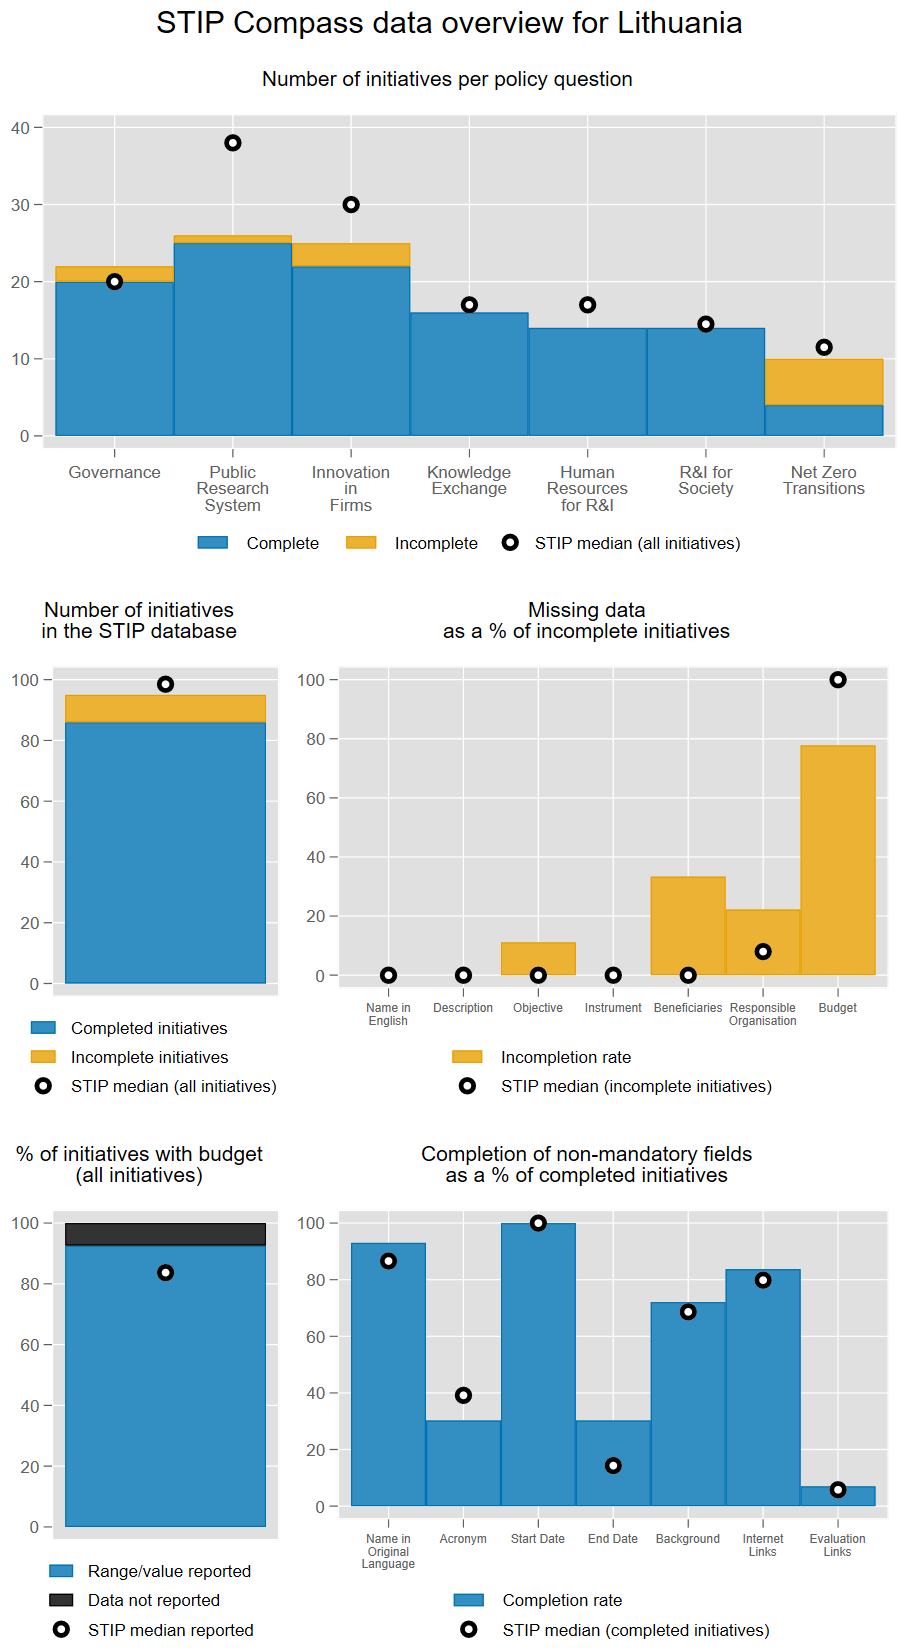 STIP Compass data overview for Lithuania
Number of initiatives per policy question
40
30
20
10
0
Governance
Public
Research
System
Innovation
in
Firms
Knowledge
Exchange
Human
Resources
for R&I
R&I for
Society
Net Zero
Transitions
Complete
Incomplete
STIP median (all initiatives)
Number of initiatives
in the STIP database
100
80
60
40
20
0
Completed initiatives
Incomplete initiatives
STIP median (all initiatives)
Missing data
as a % of incomplete initiatives
100
80
60
40
20
0
Name in
English
Description
Objective
Instrument
Beneficiaries
Responsible
Organisation
Budget
Incompletion rate
STIP median (incomplete initiatives)
% of initiatives with budget
(all initiatives)
100
80
60
40
20
0
Range/value reported
Data not reported
STIP median reported
Completion of non-mandatory fields
as a % of completed initiatives
100
80
60
40
20
0
Name in
Original
Language
Acronym
Start Date
End Date
Background
Internet
Links
Evaluation
Links
Completion rate
STIP median (completed initiatives)